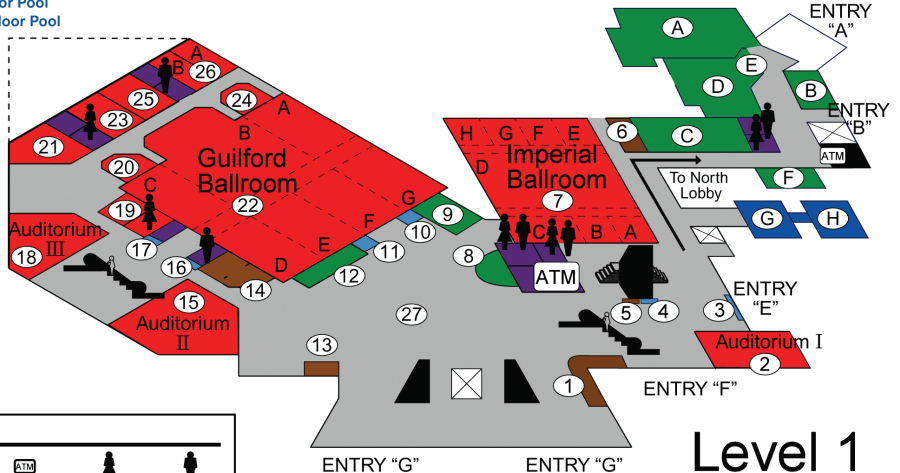 or Pool
loor Pool
ENTRY
"A"
A
E
D
B
ENTRY
"B"
C
6
ATM
To North
Lobby
F
G
H
A
B
26
25
24
23
21
A
B
Guilford
Ballroom
22
20
C
19
17
16
G
F
E
D
9
10
11
12
14
H
G
F
E
D
Imperial
Ballroom
7
C
B
A
8
ATM
Auditorium
III
18
15
Auditorium
II
27
13
5
4
3
ENTRY
"E"
Auditorium I
2
1
ENTRY "F"
ENTRY "G"
ENTRY "G"
Level 1
ATM